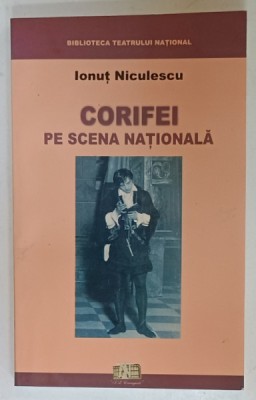 BIBLIOTECA TEATRULUI NAȚIONAL
Ionuț Niculescu
CORIFEI
PE SCENA NAȚIONALĂ